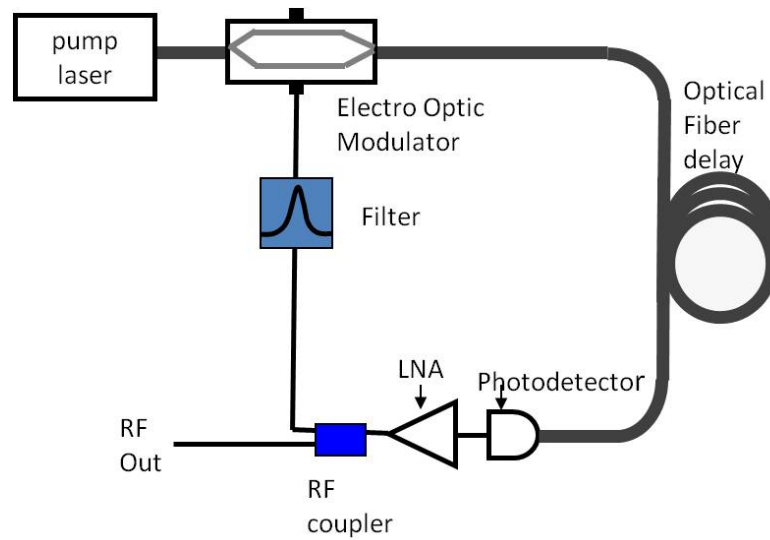 pump
laser
Electro Optic
Modulator
Optical
Fiber
delay
Filter
LNA
Photodetector
RF
Out
RF
coupler